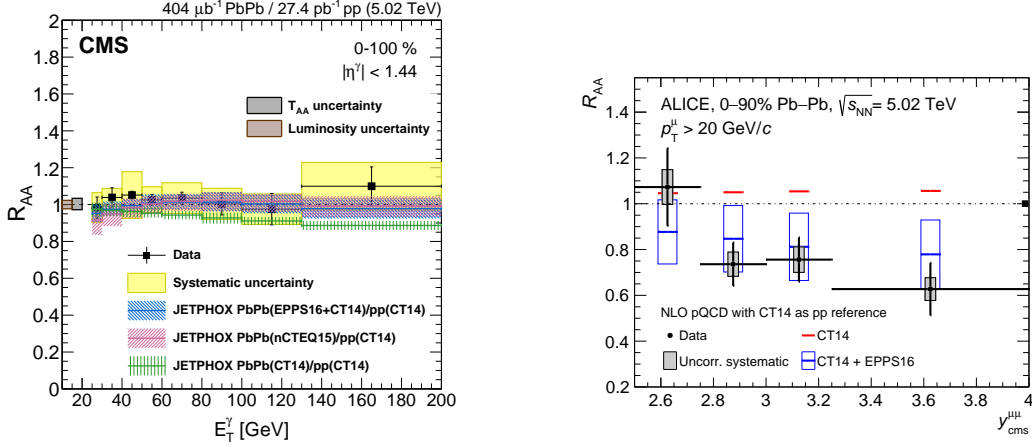 404 μb⁻¹ PbPb / 27.4 pb⁻¹ pp (5.02 TeV)
CMS
0-100 %
|η^γ| < 1.44
T_AA uncertainty
Luminosity uncertainty
Data
Systematic uncertainty
JETPHOX PbPb(EPPS16+CT14)/pp(CT14)
JETPHOX PbPb(nCTEQ15)/pp(CT14)
JETPHOX PbPb(CT14)/pp(CT14)
R_AA
2
1.8
1.6
1.4
1.2
1
0.8
0.6
0.4
0.2
0
20 40 60 80 100 120 140 160 180 200
E_T^γ [GeV]
R_AA
ALICE, 0–90% Pb–Pb, √s_NN = 5.02 TeV
p_T^μ > 20 GeV/c
1.4
1.2
1
0.8
0.6
0.4
0.2
NLO pQCD with CT14 as pp reference
Data
CT14
Uncorr. systematic
CT14 + EPPS16
2.6 2.8 3 3.2 3.4 3.6 3.8 4
y_cms^μμ